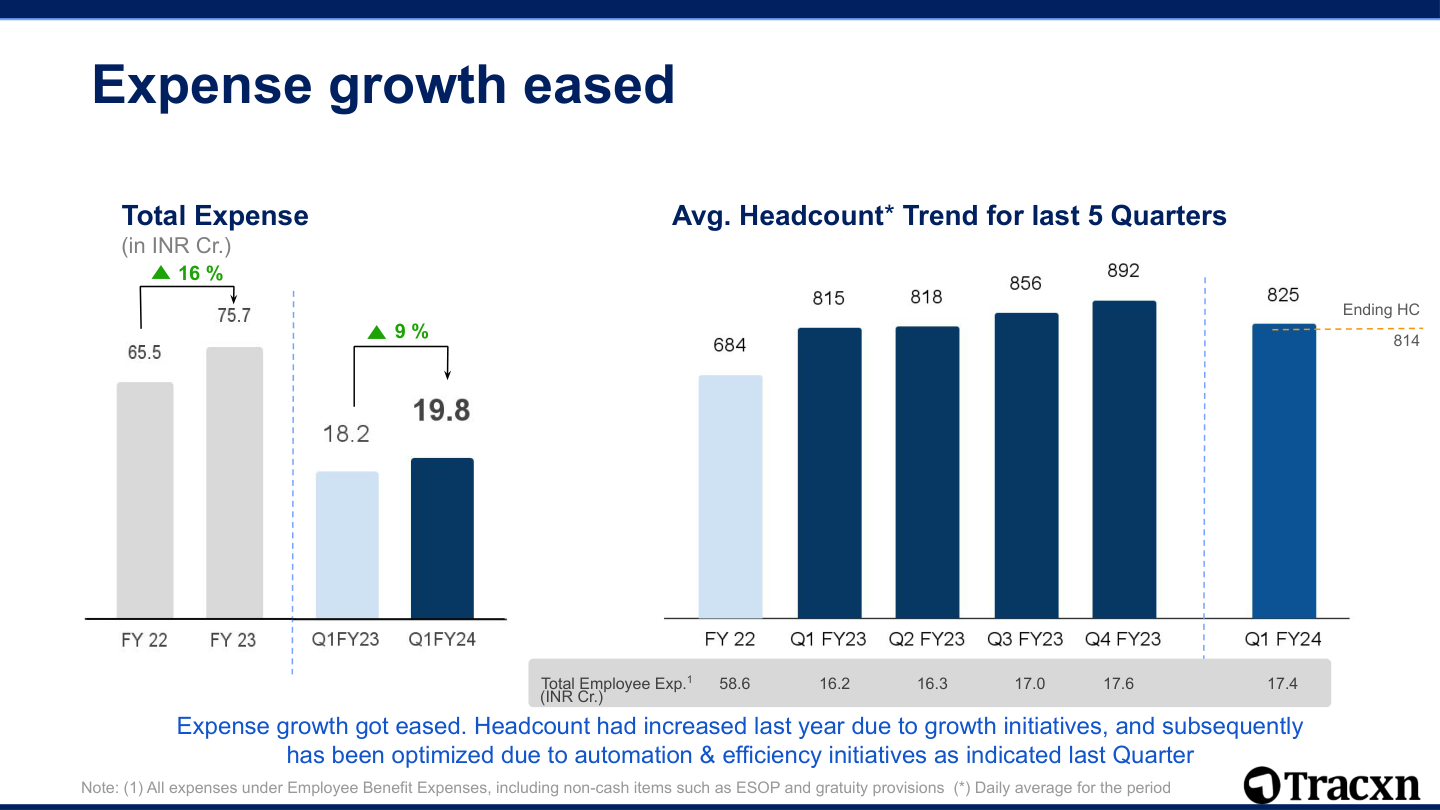 Expense growth eased
Total Expense
(in INR Cr.)
16 %
75.7
65.5
9 %
19.8
18.2
FY 22 FY 23 Q1FY23 Q1FY24
Avg. Headcount* Trend for last 5 Quarters
892
856
825
815 818
Ending HC
814
684
FY 22 Q1 FY23 Q2 FY23 Q3 FY23 Q4 FY23 Q1 FY24
Total Employee Exp.1 58.6 16.2 16.3 17.0 17.6 17.4
(INR Cr.)
Expense growth got eased. Headcount had increased last year due to growth initiatives, and subsequently
has been optimized due to automation & efficiency initiatives as indicated last Quarter
Note: (1) All expenses under Employee Benefit Expenses, including non-cash items such as ESOP and gratuity provisions (*) Daily average for the period
Tracxn